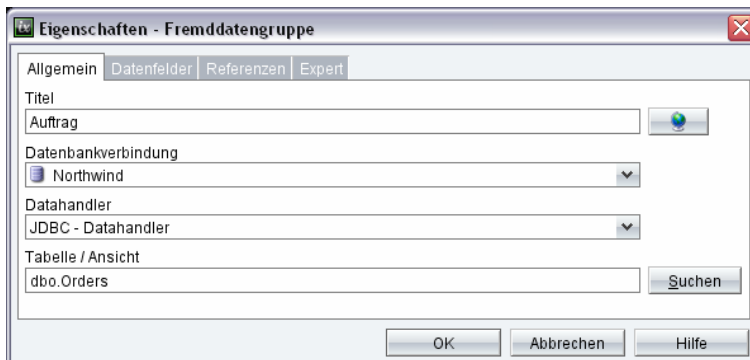 Eigenschaften - Fremddatengruppe
Allgemein Datenfelder Referenzen Expert
Titel
Auftrag
Datenbankverbindung
Northwind
Datahandler
JDBC - Datahandler
Tabelle / Ansicht
dbo.Orders Suchen
OK Abbrechen Hilfe